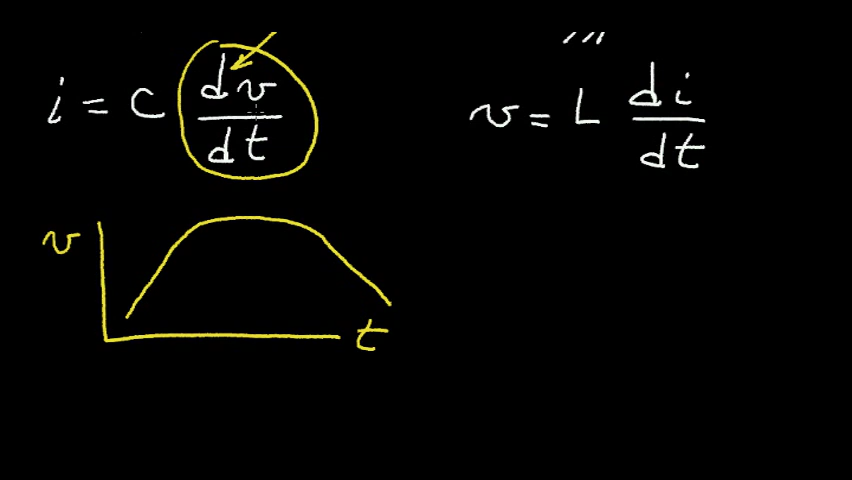 i = C dv/dt
v = L di/dt
v
t